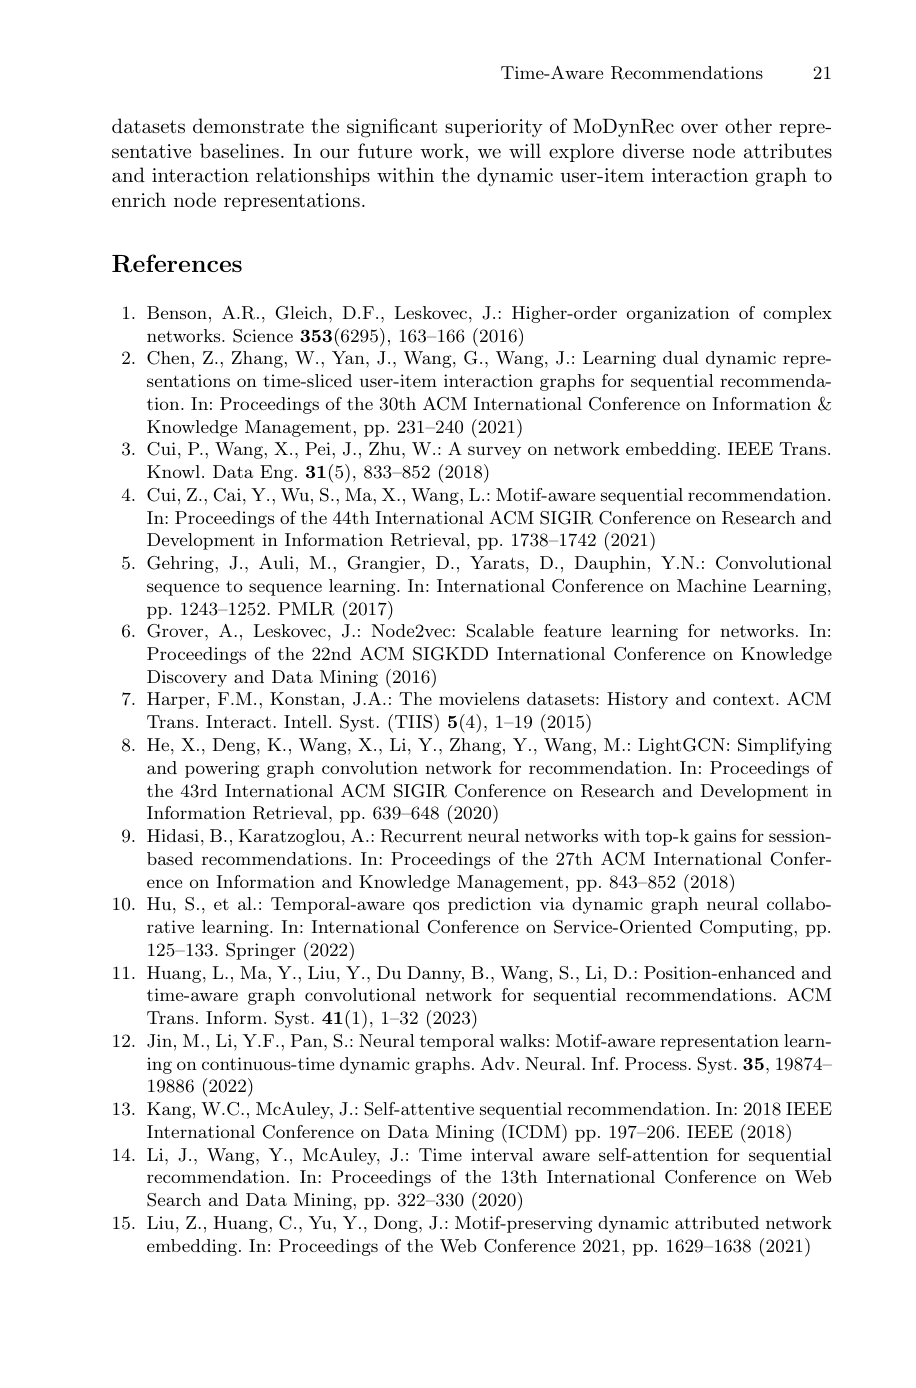 Time-Aware Recommendations 21
datasets demonstrate the significant superiority of MoDynRec over other repre-
sentative baselines. In our future work, we will explore diverse node attributes
and interaction relationships within the dynamic user-item interaction graph to
enrich node representations.
References
1. Benson, A.R., Gleich, D.F., Leskovec, J.: Higher-order organization of complex
networks. Science 353(6295), 163–166 (2016)
2. Chen, Z., Zhang, W., Yan, J., Wang, G., Wang, J.: Learning dual dynamic repre-
sentations on time-sliced user-item interaction graphs for sequential recommenda-
tion. In: Proceedings of the 30th ACM International Conference on Information &
Knowledge Management, pp. 231–240 (2021)
3. Cui, P., Wang, X., Pei, J., Zhu, W.: A survey on network embedding. IEEE Trans.
Knowl. Data Eng. 31(5), 833–852 (2018)
4. Cui, Z., Cai, Y., Wu, S., Ma, X., Wang, L.: Motif-aware sequential recommendation.
In: Proceedings of the 44th International ACM SIGIR Conference on Research and
Development in Information Retrieval, pp. 1738–1742 (2021)
5. Gehring, J., Auli, M., Grangier, D., Yarats, D., Dauphin, Y.N.: Convolutional
sequence to sequence learning. In: International Conference on Machine Learning,
pp. 1243–1252. PMLR (2017)
6. Grover, A., Leskovec, J.: Node2vec: Scalable feature learning for networks. In:
Proceedings of the 22nd ACM SIGKDD International Conference on Knowledge
Discovery and Data Mining (2016)
7. Harper, F.M., Konstan, J.A.: The movielens datasets: History and context. ACM
Trans. Interact. Intell. Syst. (TIIS) 5(4), 1–19 (2015)
8. He, X., Deng, K., Wang, X., Li, Y., Zhang, Y., Wang, M.: LightGCN: Simplifying
and powering graph convolution network for recommendation. In: Proceedings of
the 43rd International ACM SIGIR Conference on Research and Development in
Information Retrieval, pp. 639–648 (2020)
9. Hidasi, B., Karatzoglou, A.: Recurrent neural networks with top-k gains for session-
based recommendations. In: Proceedings of the 27th ACM International Confer-
ence on Information and Knowledge Management, pp. 843–852 (2018)
10. Hu, S., et al.: Temporal-aware qos prediction via dynamic graph neural collabo-
rative learning. In: International Conference on Service-Oriented Computing, pp.
125–133. Springer (2022)
11. Huang, L., Ma, Y., Liu, Y., Du Danny, B., Wang, S., Li, D.: Position-enhanced and
time-aware graph convolutional network for sequential recommendations. ACM
Trans. Inform. Syst. 41(1), 1–32 (2023)
12. Jin, M., Li, Y.F., Pan, S.: Neural temporal walks: Motif-aware representation learn-
ing on continuous-time dynamic graphs. Adv. Neural. Inf. Process. Syst. 35, 19874–
19886 (2022)
13. Kang, W.C., McAuley, J.: Self-attentive sequential recommendation. In: 2018 IEEE
International Conference on Data Mining (ICDM) pp. 197–206. IEEE (2018)
14. Li, J., Wang, Y., McAuley, J.: Time interval aware self-attention for sequential
recommendation. In: Proceedings of the 13th International Conference on Web
Search and Data Mining, pp. 322–330 (2020)
15. Liu, Z., Huang, C., Yu, Y., Dong, J.: Motif-preserving dynamic attributed network
embedding. In: Proceedings of the Web Conference 2021, pp. 1629–1638 (2021)